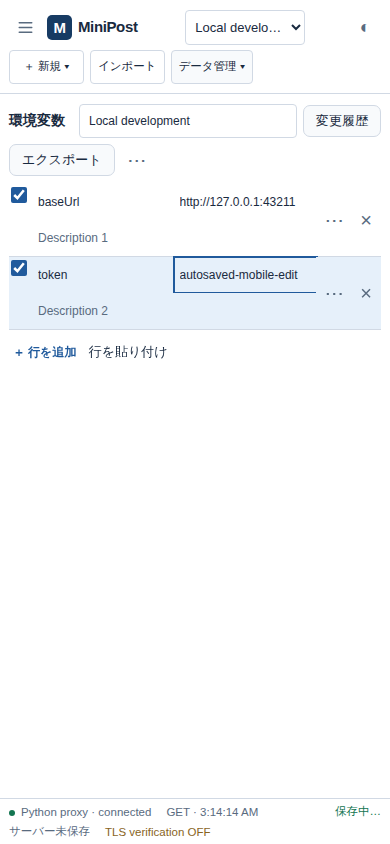 M MiniPost Local develo…
＋ 新規 ▾ インポート データ管理 ▾
環境変数 Local development 変更履歴
エクスポート ···
baseUrl http://127.0.0.1:43211
··· ×
Description 1
token autosaved-mobile-edit
··· ×
Description 2
+ 行を追加 行を貼り付け
Python proxy · connected GET · 3:14:14 AM 保存中…
サーバー未保存 TLS verification OFF